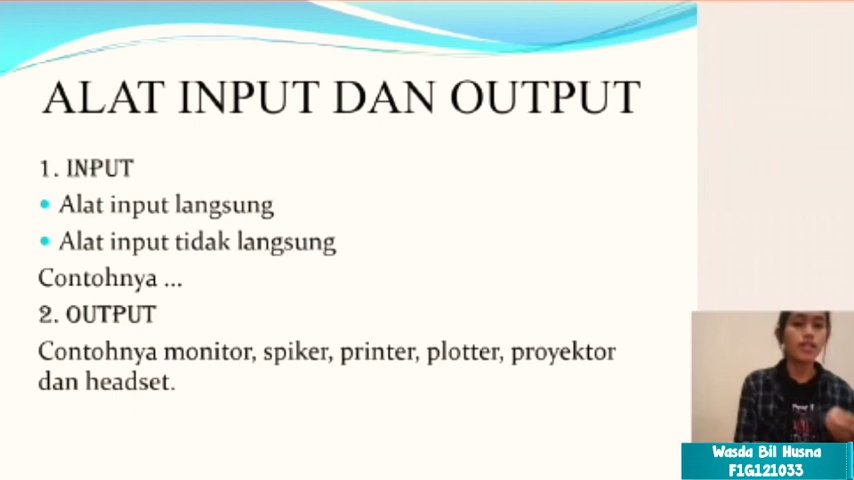 ALAT INPUT DAN OUTPUT
1. INPUT
• Alat input langsung
• Alat input tidak langsung
Contohnya ...
2. OUTPUT
Contohnya monitor, spiker, printer, plotter, proyektor
dan headset.
Wasda Bil Husna
F1G121033